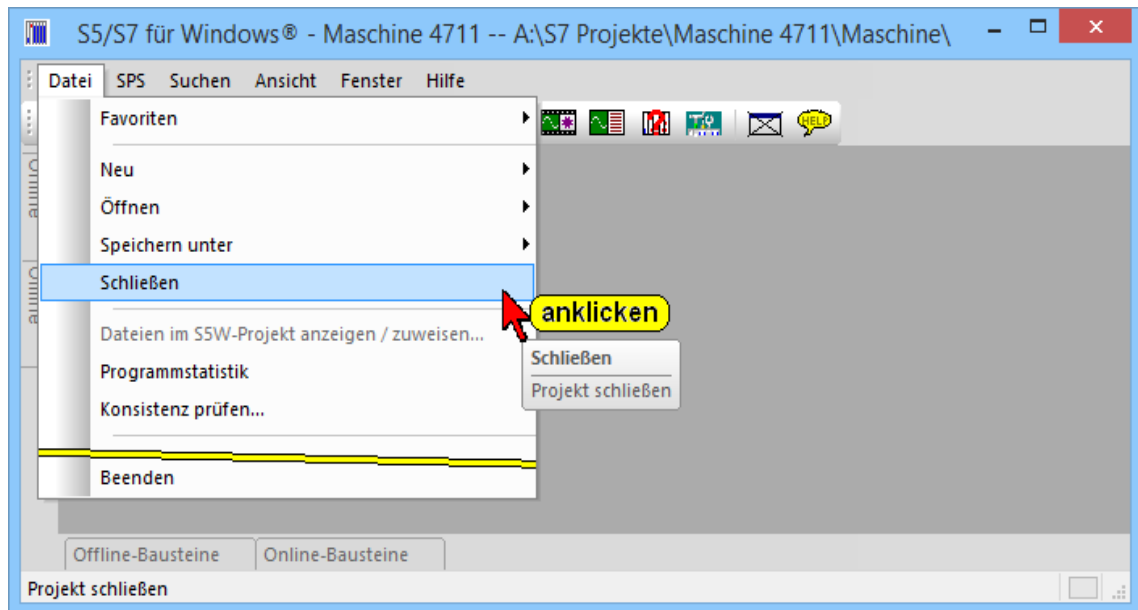 S5/S7 für Windows® - Maschine 4711 -- A:\S7 Projekte\Maschine 4711\Maschine\
Datei SPS Suchen Ansicht Fenster Hilfe
Favoriten
HELP
Neu
Öffnen
Speichern unter
Schließen
anklicken
Dateien im S5W-Projekt anzeigen / zuweisen...
Schließen
Programmstatistik
Projekt schließen
Konsistenz prüfen...
Beenden
Offline-Bausteine Online-Bausteine
Projekt schließen